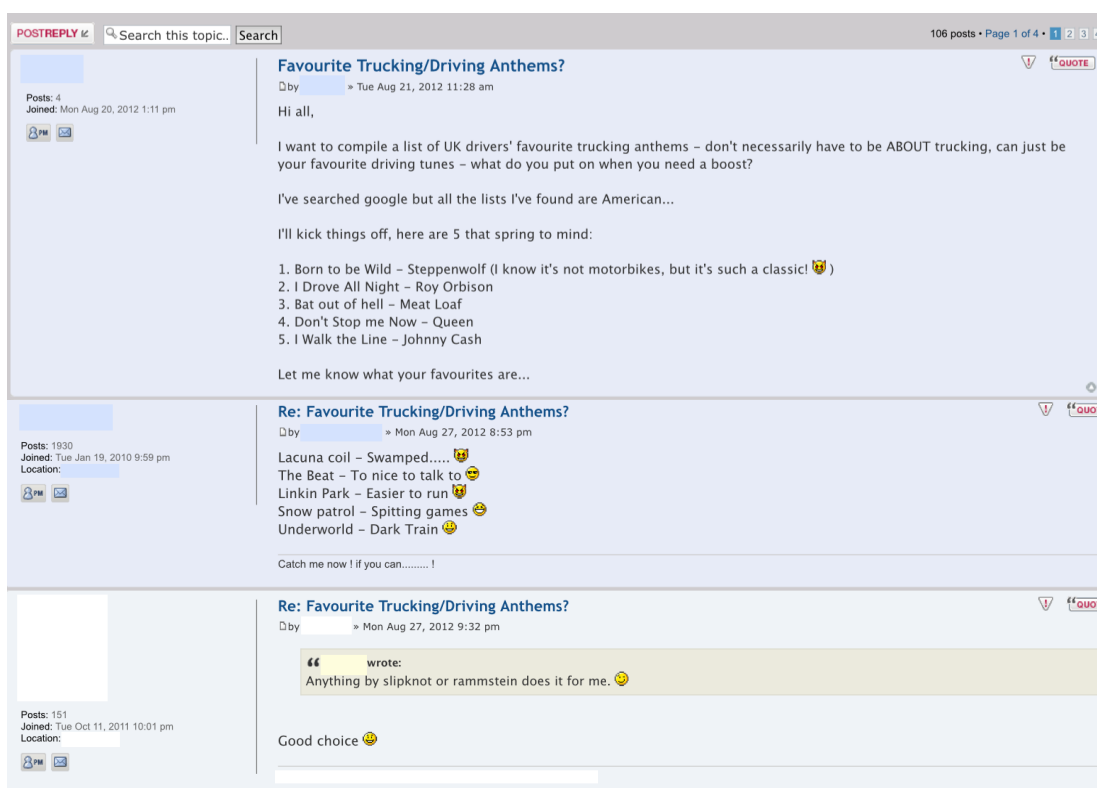 POSTREPLY Search this topic.. Search 106 posts • Page 1 of 4 • 1 2 3
Favourite Trucking/Driving Anthems? QUOTE
by » Tue Aug 21, 2012 11:28 am
Posts: 4
Joined: Mon Aug 20, 2012 1:11 pm
PM
Hi all,
I want to compile a list of UK drivers' favourite trucking anthems – don't necessarily have to be ABOUT trucking, can just be
your favourite driving tunes – what do you put on when you need a boost?
I've searched google but all the lists I've found are American...
I'll kick things off, here are 5 that spring to mind:
1. Born to be Wild – Steppenwolf (I know it's not motorbikes, but it's such a classic! )
2. I Drove All Night – Roy Orbison
3. Bat out of hell – Meat Loaf
4. Don't Stop me Now – Queen
5. I Walk the Line – Johnny Cash
Let me know what your favourites are...
Re: Favourite Trucking/Driving Anthems? QUO
by » Mon Aug 27, 2012 8:53 pm
Posts: 1930
Joined: Tue Jan 19, 2010 9:59 pm
Location:
PM
Lacuna coil – Swamped.....
The Beat – To nice to talk to
Linkin Park – Easier to run
Snow patrol – Spitting games
Underworld – Dark Train
Catch me now ! if you can......... !
Re: Favourite Trucking/Driving Anthems? QUO
by » Mon Aug 27, 2012 9:32 pm
wrote:
Anything by slipknot or rammstein does it for me.
Posts: 151
Joined: Tue Oct 11, 2011 10:01 pm
Location:
PM
Good choice